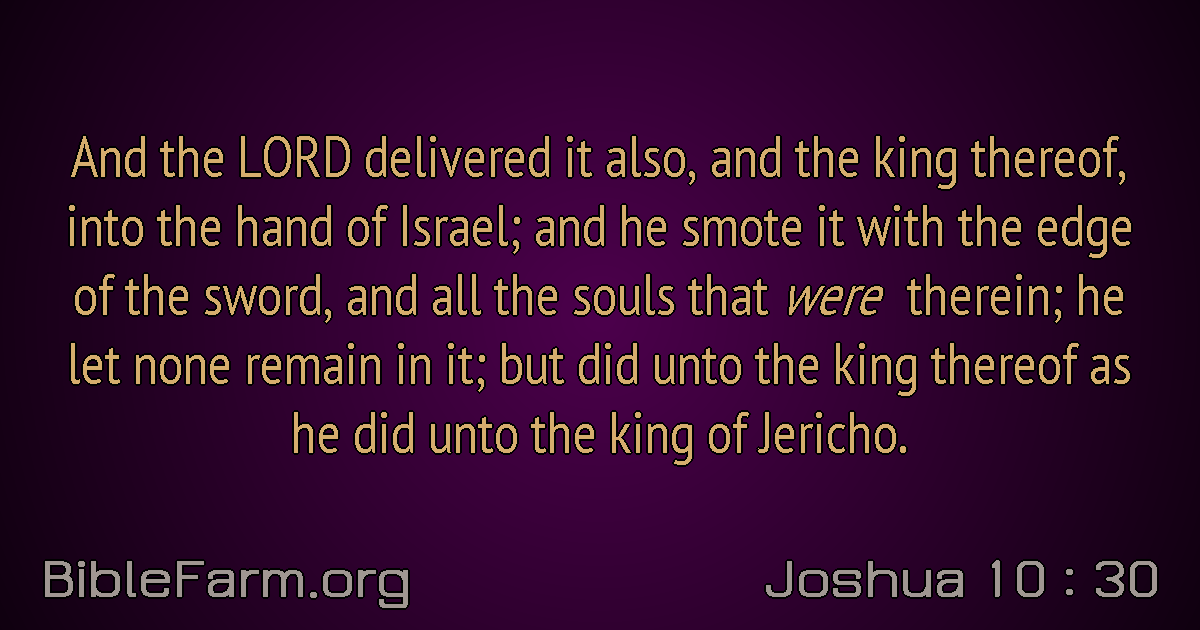 And the LORD delivered it also, and the king thereof,
into the hand of Israel; and he smote it with the edge
of the sword, and all the souls that were therein; he
let none remain in it; but did unto the king thereof as
he did unto the king of Jericho.
BibleFarm.org
Joshua 10 : 30